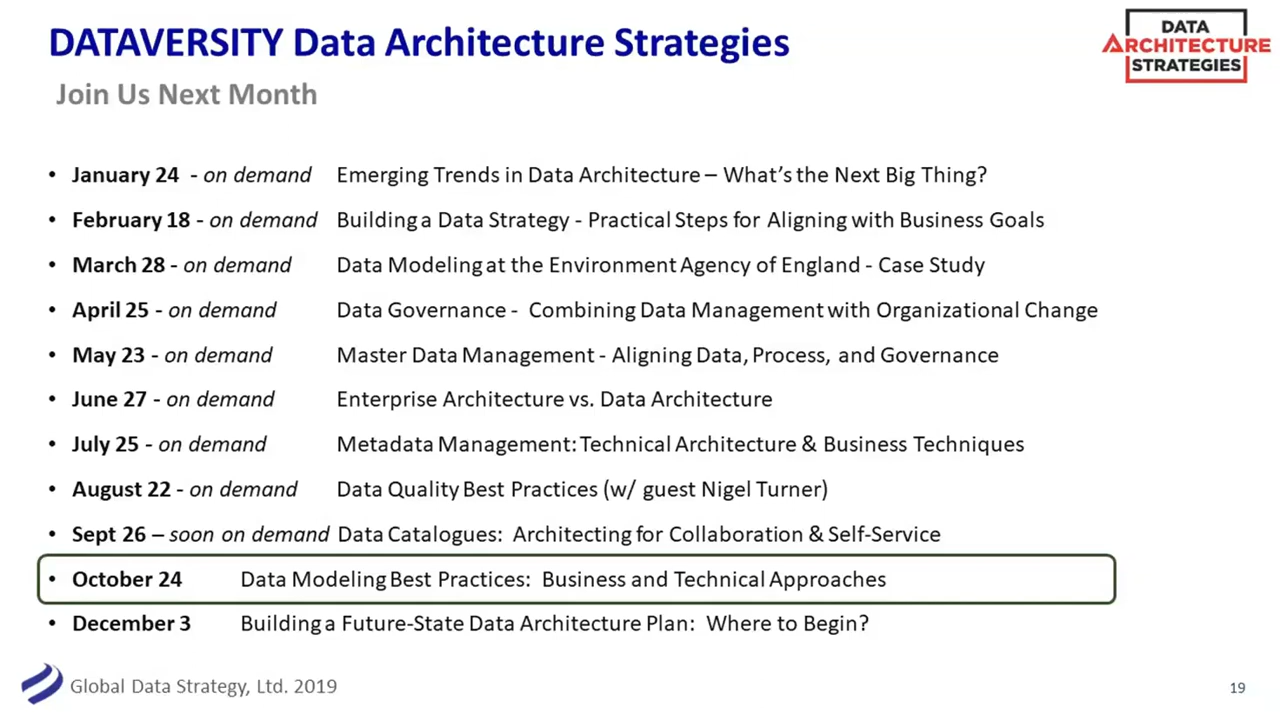 DATAVERSITY Data Architecture Strategies
DATA
ARCHITECTURE
STRATEGIES
Join Us Next Month
• January 24 - on demand Emerging Trends in Data Architecture – What's the Next Big Thing?
• February 18 - on demand Building a Data Strategy - Practical Steps for Aligning with Business Goals
• March 28 - on demand Data Modeling at the Environment Agency of England - Case Study
• April 25 - on demand Data Governance - Combining Data Management with Organizational Change
• May 23 - on demand Master Data Management - Aligning Data, Process, and Governance
• June 27 - on demand Enterprise Architecture vs. Data Architecture
• July 25 - on demand Metadata Management: Technical Architecture & Business Techniques
• August 22 - on demand Data Quality Best Practices (w/ guest Nigel Turner)
• Sept 26 – soon on demand Data Catalogues: Architecting for Collaboration & Self-Service
• October 24 Data Modeling Best Practices: Business and Technical Approaches
• December 3 Building a Future-State Data Architecture Plan: Where to Begin?
Global Data Strategy, Ltd. 2019
19